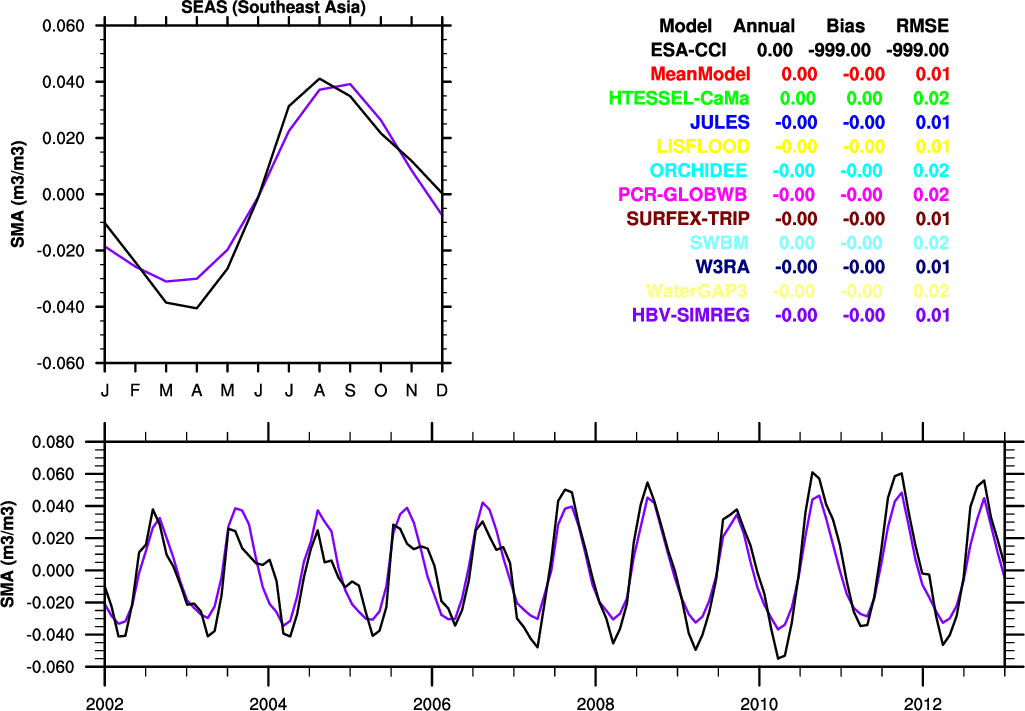 SEAS (Southeast Asia)
0.060
0.040
0.020
0.000
-0.020
-0.040
-0.060
SMA (m3/m3)
J F M A M J J A S O N D
Model Annual Bias RMSE
ESA-CCI 0.00 -999.00 -999.00
MeanModel 0.00 -0.00 0.01
HTESSEL-CaMa 0.00 0.00 0.02
JULES -0.00 -0.00 0.01
LISFLOOD -0.00 -0.00 0.01
ORCHIDEE -0.00 -0.00 0.02
PCR-GLOBWB -0.00 -0.00 0.02
SURFEX-TRIP -0.00 -0.00 0.01
SWBM 0.00 -0.00 0.02
W3RA -0.00 -0.00 0.01
WaterGAP3 -0.00 -0.00 0.02
HBV-SIMREG -0.00 -0.00 0.01
0.080
0.060
0.040
0.020
0.000
-0.020
-0.040
-0.060
SMA (m3/m3)
2002 2004 2006 2008 2010 2012